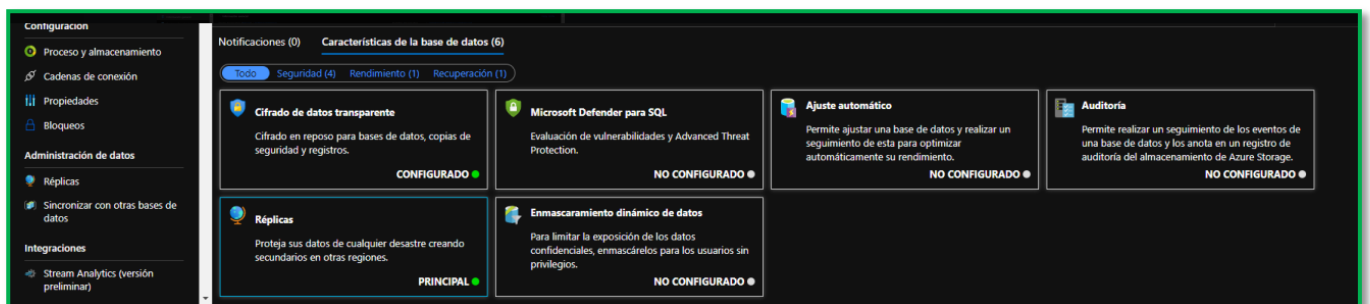 Configuración
Proceso y almacenamiento
Cadenas de conexión
Propiedades
Bloqueos
Administración de datos
Réplicas
Sincronizar con otras bases de
datos
Integraciones
Stream Analytics (versión
preliminar)
Notificaciones (0) Características de la base de datos (6)
Todo Seguridad (4) Rendimiento (1) Recuperación (1)
Cifrado de datos transparente
Cifrado en reposo para bases de datos, copias de
seguridad y registros.
CONFIGURADO
Microsoft Defender para SQL
Evaluación de vulnerabilidades y Advanced Threat
Protection.
NO CONFIGURADO
Ajuste automático
Permite ajustar una base de datos y realizar un
seguimiento de esta para optimizar
automáticamente su rendimiento.
NO CONFIGURADO
Auditoría
Permite realizar un seguimiento de los eventos de
una base de datos y los anota en un registro de
auditoría del almacenamiento de Azure Storage.
NO CONFIGURADO
Réplicas
Proteja sus datos de cualquier desastre creando
secundarios en otras regiones.
PRINCIPAL
Enmascaramiento dinámico de datos
Para limitar la exposición de los datos
confidenciales, enmascárelos para los usuarios sin
privilegios.
NO CONFIGURADO